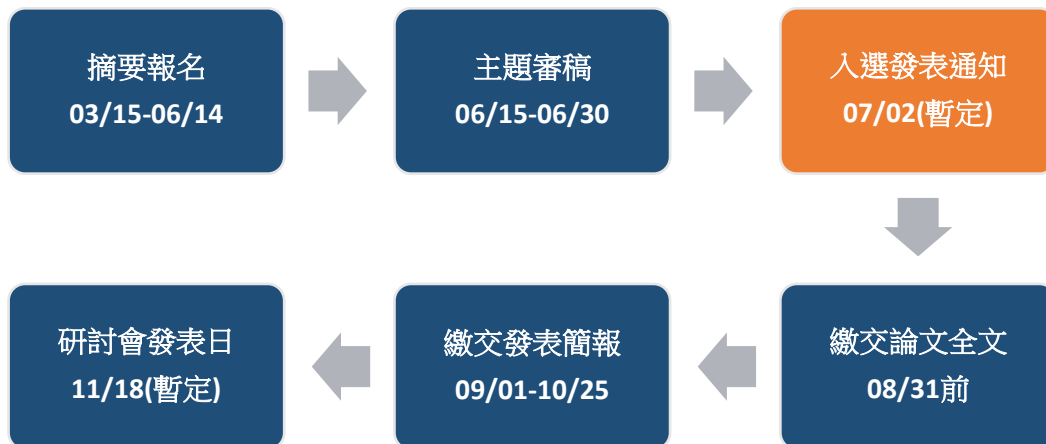 摘要報名
03/15-06/14
主題審稿
06/15-06/30
入選發表通知
07/02(暫定)
繳交論文全文
08/31前
繳交發表簡報
09/01-10/25
研討會發表日
11/18(暫定)